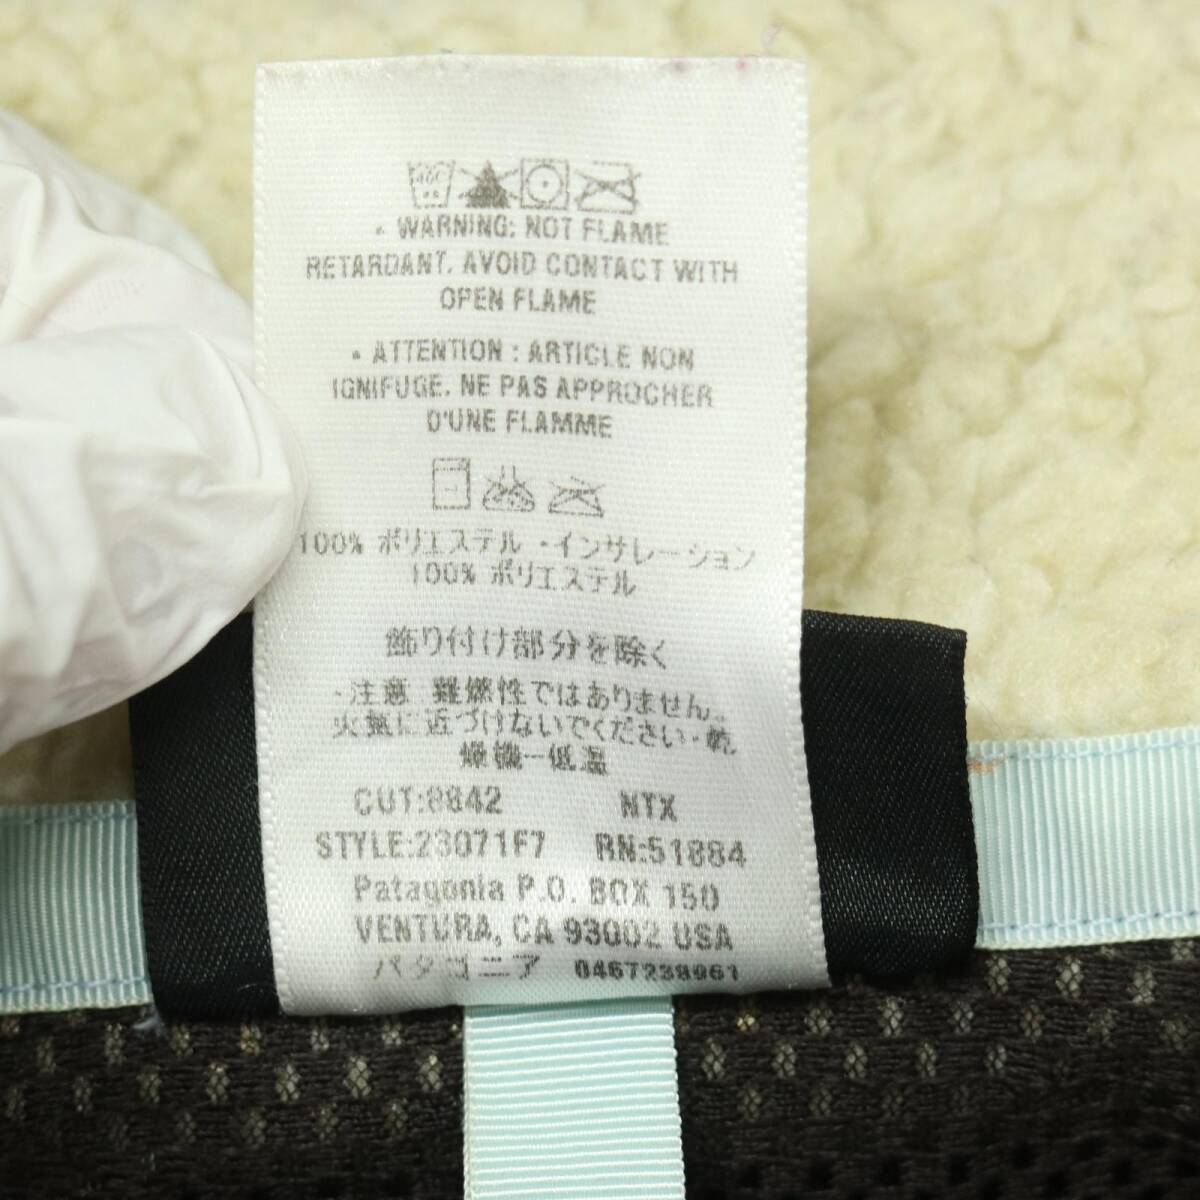 40C
• WARNING: NOT FLAME
RETARDANT. AVOID CONTACT WITH
OPEN FLAME
• ATTENTION : ARTICLE NON
IGNIFUGE. NE PAS APPROCHER
D'UNE FLAMME
100% ポリエステル ・インサレーション
100% ポリエステル
飾り付け部分を除く
・注意 難燃性ではありません。
火気に近づけないでください・乾
燥機一低温
CUT:8842 NTX
STYLE:23071F7 RN:51884
Patagonia P.O. BOX 150
VENTURA, CA 93002 USA
パタゴニア 0467238961